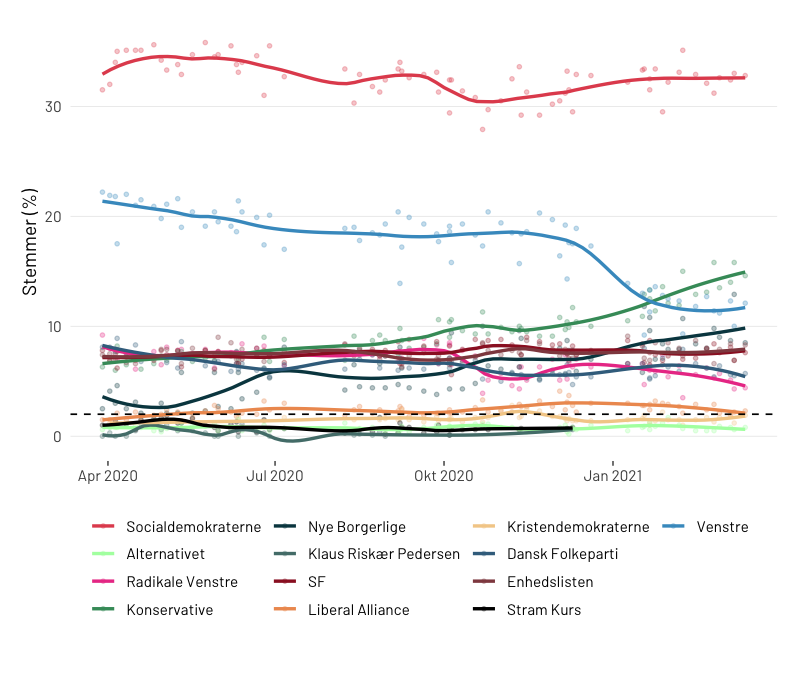 Stemmer (%)
30
20
10
0
Apr 2020 Jul 2020 Okt 2020 Jan 2021
Socialdemokraterne Nye Borgerlige Kristendemokraterne Venstre
Alternativet Klaus Riskær Pedersen Dansk Folkeparti
Radikale Venstre SF Enhedslisten
Konservative Liberal Alliance Stram Kurs